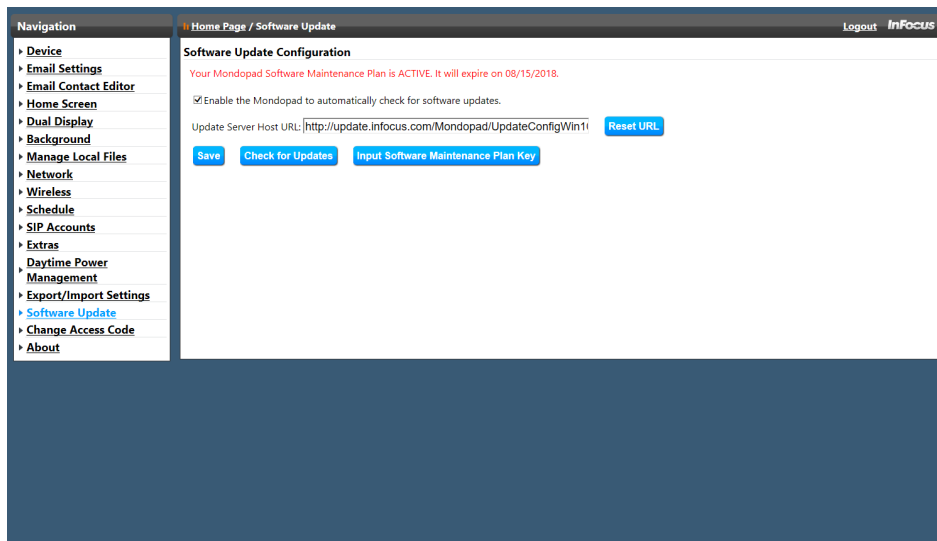 Navigation
Home Page / Software Update
Logout InFocus
Device
Email Settings
Email Contact Editor
Home Screen
Dual Display
Background
Manage Local Files
Network
Wireless
Schedule
SIP Accounts
Extras
Daytime Power
Management
Export/Import Settings
Software Update
Change Access Code
About
Software Update Configuration
Your Mondopad Software Maintenance Plan is ACTIVE. It will expire on 08/15/2018.
Enable the Mondopad to automatically check for software updates.
Update Server Host URL: http://update.infocus.com/Mondopad/UpdateConfigWin1 Reset URL
Save Check for Updates Input Software Maintenance Plan Key